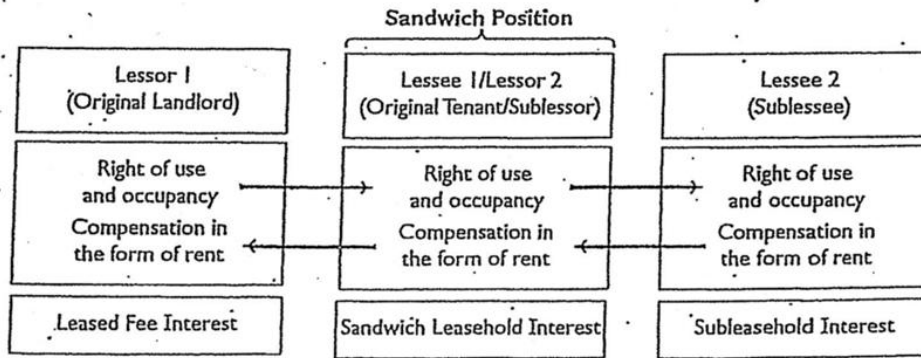 Sandwich Position
Lessor 1
(Original Landlord)
Lessee 1/Lessor 2
(Original Tenant/Sublessor)
Lessee 2
(Sublessee)
Right of use
and occupancy
Compensation in
the form of rent
Right of use
and occupancy
Compensation in
the form of rent
Right of use
and occupancy
Compensation in
the form of rent
Leased Fee Interest
Sandwich Leasehold Interest
Subleasehold Interest